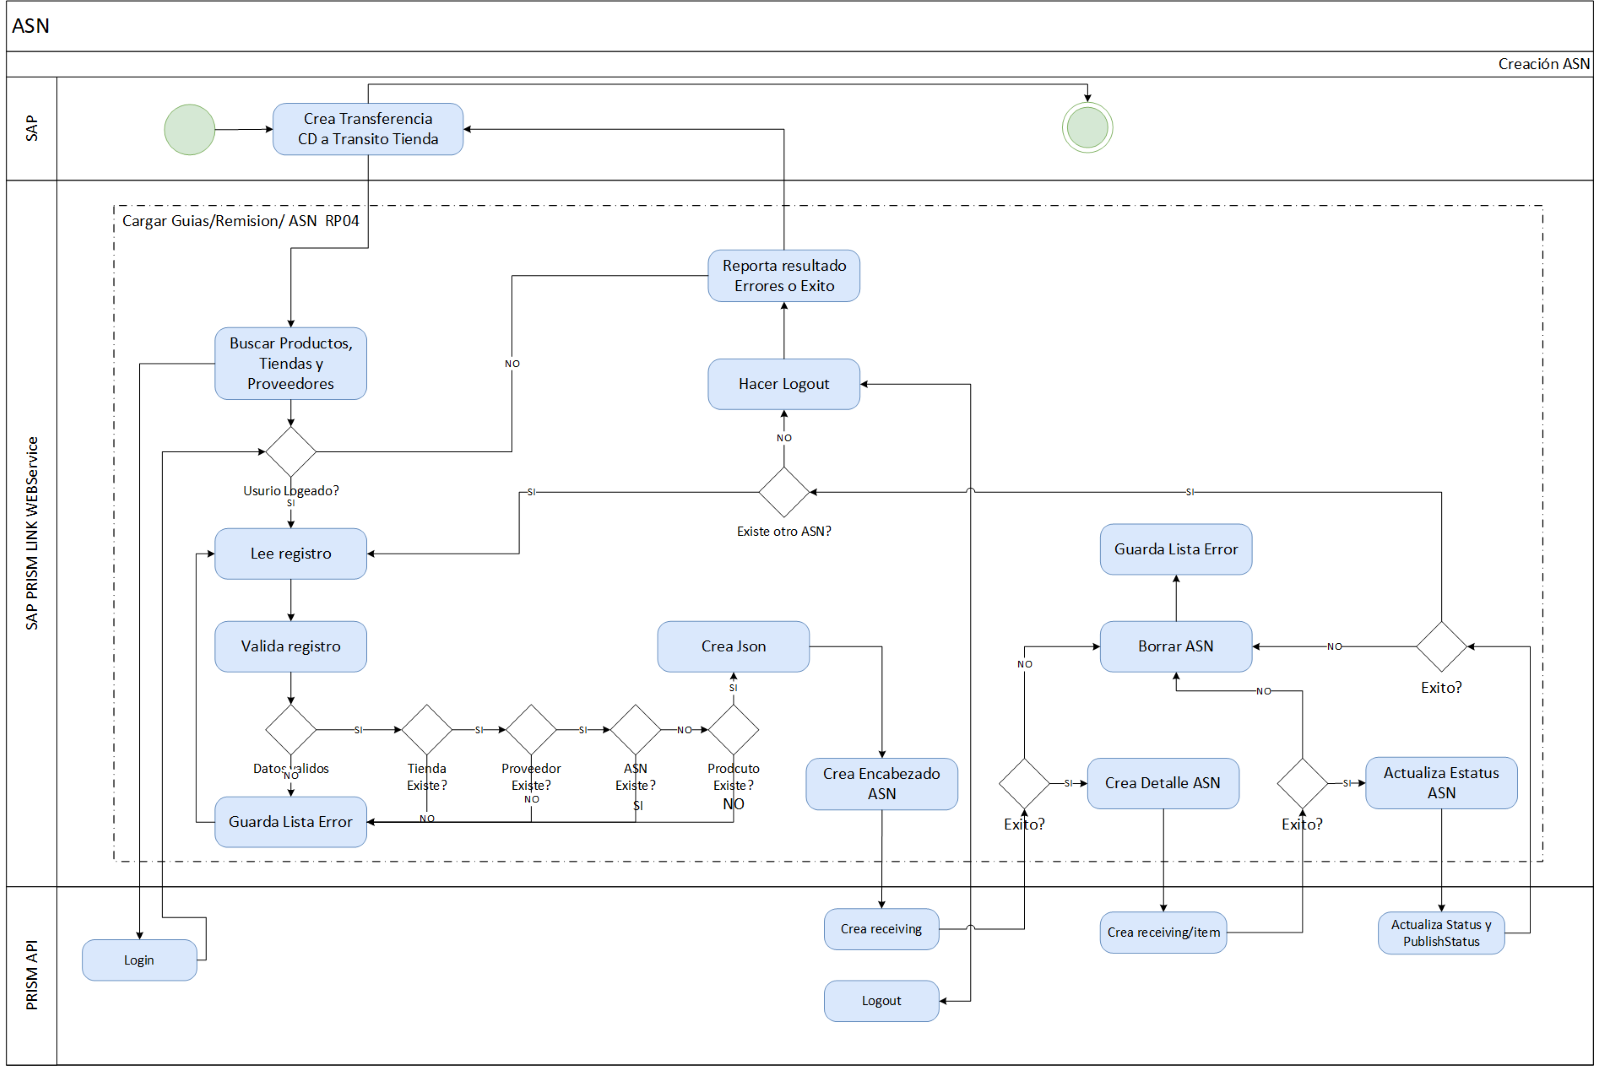 ASN
Creación ASN
SAP
Crea Transferencia
CD a Transito Tienda
SAP PRISM LINK WEBService
Cargar Guias/Remision/ ASN  RP04
Reporta resultado
Errores o Exito
Buscar Productos,
Tiendas y
Proveedores
NO
Hacer Logout
NO
Usurio Logeado?
SI
SI
SI
Existe otro ASN?
Lee registro
Guarda Lista Error
Valida registro
Crea Json
Borrar ASN
NO
NO
Exito?
SI
NO
SI
SI
SI
NO
Datos validos
NO
Tienda
Existe?
NO
Proveedor
Existe?
NO
ASN
Existe?
SI
Prodcuto
Existe?
NO
Guarda Lista Error
Crea Encabezado
ASN
SI
Exito?
Crea Detalle ASN
SI
Exito?
Actualiza Estatus
ASN
PRISM API
Login
Crea receiving
Crea receiving/item
Actualiza Status y
PublishStatus
Logout